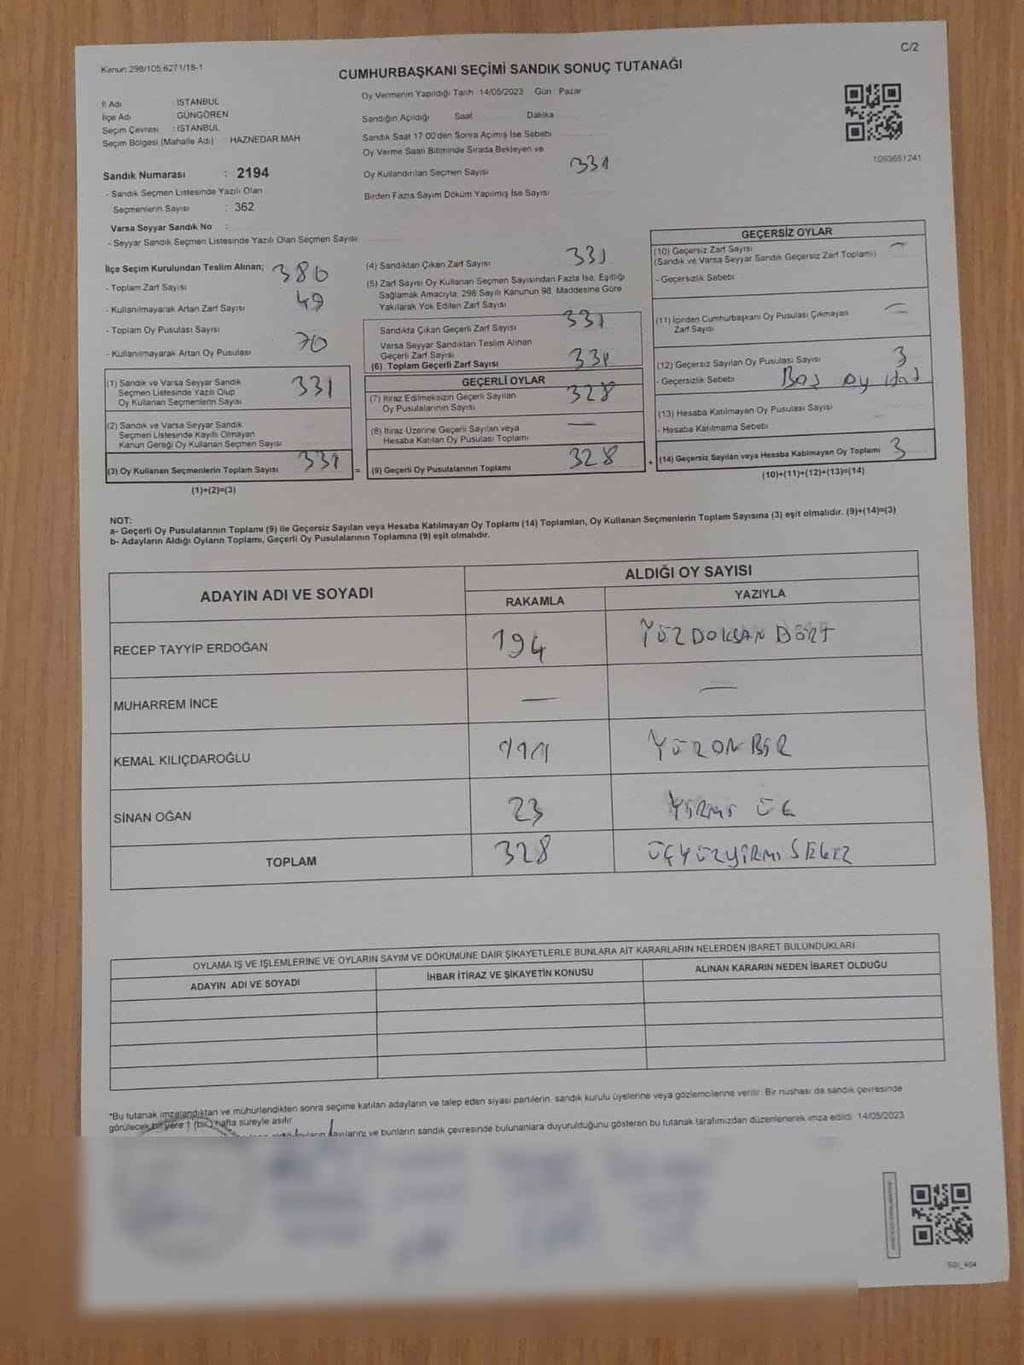 C/2
Kanun:298/105,6271/18-1
CUMHURBAŞKANI SEÇİMİ SANDIK SONUÇ TUTANAĞI
İl Adı : İSTANBUL
İlçe Adı : GÜNGÖREN
Seçim Çevresi : İSTANBUL
Seçim Bölgesi (Mahalle Adı) : HAZNEDAR MAH
Sandık Numarası : 2194
- Sandık Seçmen Listesinde Yazılı Olan
Seçmenlerin Sayısı : 362
Varsa Seyyar Sandık No :
- Seyyar Sandık Seçmen Listesinde Yazılı Olan Seçmen Sayısı
Oy Vermenin Yapıldığı Tarih 14/05/2023 Gün : Pazar
Sandığın Açıldığı Saat Dakika
Sandık Saat 17:00'den Sonra Açımış İse Sebebi
Oy Verme Saati Bitiminde Sırada Bekleyen ve
Oy Kullandırılan Seçmen Sayısı 331
Birden Fazla Sayım Döküm Yapılmış İse Sayısı
1093651241
İlçe Seçim Kurulundan Teslim Alınan;
- Toplam Zarf Sayısı 380
- Kullanılmayarak Artan Zarf Sayısı 49
- Toplam Oy Pusulası Sayısı
- Kullanılmayarak Artan Oy Pusulası 70
(1) Sandık ve Varsa Seyyar Sandık
Seçmen Listesinde Yazılı Olup
Oy Kullanan Seçmenlerin Sayısı 331
(2) Sandık ve Varsa Seyyar Sandık
Seçmen Listesinde Kayıtlı Olmayan
Kanun Gereği Oy Kullanan Seçmen Sayısı
(3) Oy Kullanan Seçmenlerin Toplam Sayısı 331
(1)+(2)=(3)
(4) Sandıktan Çıkan Zarf Sayısı 331
(5) Zarf Sayısı Oy Kullanan Seçmen Sayısından Fazla İse, Eşitliği
Sağlamak Amacıyla, 298 Sayılı Kanunun 98. Maddesine Göre
Yakılarak Yok Edilen Zarf Sayısı
Sandıkta Çıkan Geçerli Zarf Sayısı 331
Varsa Seyyar Sandıktan Teslim Alınan
Geçerli Zarf Sayısı
(6) Toplam Geçerli Zarf Sayısı 331
GEÇERLİ OYLAR
(7) İtiraz Edilmeksizin Geçerli Sayılan
Oy Pusulalarının Sayısı 328
(8) İtiraz Üzerine Geçerli Sayılan veya
Hesaba Katılan Oy Pusulası Toplamı —
= (9) Geçerli Oy Pusulalarının Toplamı 328
GEÇERSİZ OYLAR
(10) Geçersiz Zarf Sayısı —
(Sandık ve Varsa Seyyar Sandık Geçersiz Zarf Toplamı)
- Geçersizlik Sebebi
(11) İçinden Cumhurbaşkanı Oy Pusulası Çıkmayan
Zarf Sayısı —
(12) Geçersiz Sayılan Oy Pusulası Sayısı 3
- Geçersizlik Sebebi Boş oy
(13) Hesaba Katılmayan Oy Pusulası Sayısı
- Hesaba Katılmama Sebebi
+ (14) Geçersiz Sayılan veya Hesaba Katılmayan Oy Toplamı 3
(10)+(11)+(12)+(13)=(14)
NOT:
a- Geçerli Oy Pusulalarının Toplamı (9) ile Geçersiz Sayılan veya Hesaba Katılmayan Oy Toplamı (14) Toplamları, Oy Kullanan Seçmenlerin Toplam Sayısına (3) eşit olmalıdır. (9)+(14)=(3)
b- Adayların Aldığı Oyların Toplamı, Geçerli Oy Pusulalarının Toplamına (9) eşit olmalıdır.
ADAYIN ADI VE SOYADI
ALDIĞI OY SAYISI
RAKAMLA YAZIYLA
RECEP TAYYİP ERDOĞAN 194 YÜZDOKSAN DÖRT
MUHARREM İNCE — —
KEMAL KILIÇDAROĞLU 111 YÜZONBİR
SİNAN OĞAN 23 YİRMİ ÜÇ
TOPLAM 328 ÜÇYÜZYİRMİ SEKİZ
OYLAMA İŞ VE İŞLEMLERİNE VE OYLARIN SAYIM VE DÖKÜMÜNE DAİR ŞİKAYETLERLE BUNLARA AİT KARARLARIN NELERDEN İBARET BULUNDUKLARI
ADAYIN ADI VE SOYADI İHBAR İTİRAZ VE ŞİKAYETİN KONUSU ALINAN KARARIN NEDEN İBARET OLDUĞU
*Bu tutanak imzalandıktan ve mühürlendikten sonra seçime katılan adayların ve talep eden siyasi partilerin, sandık kurulu üyelerine veya gözlemcilerine verilir. Bir nüshası da sandık çevresinde
görülecek bir yere 1 (bir) hafta süreyle asılır.
ve bunların sandık çevresinde bulunanlara duyurulduğunu gösteren bu tutanak tarafımızdan düzenlenerek imza edildi. 14/05/2023